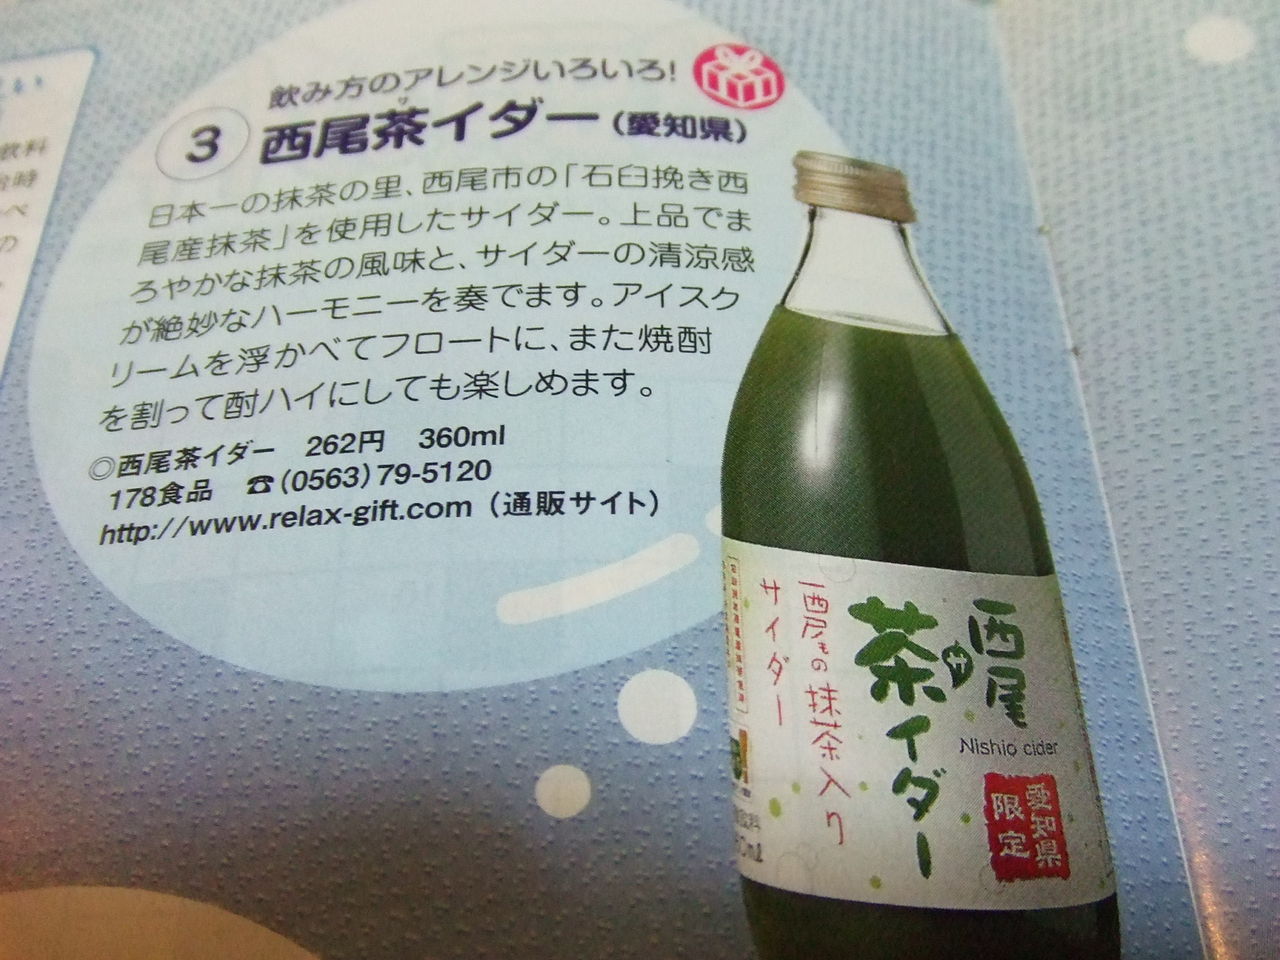 飲料
の
飲み方のアレンジいろいろ!
3 西尾茶イダー(愛知県)
サ
日本一の抹茶の里、西尾市の「石臼挽き西
尾産抹茶」を使用したサイダー。上品でま
ろやかな抹茶の風味と、サイダーの清涼感
が絶妙なハーモニーを奏でます。アイスク
リームを浮かべてフロートに、また焼酎
を割って酎ハイにしても楽しめます。
◎西尾茶イダー 262円 360ml
178食品 ☎(0563)79-5120
http://www.relax-gift.com(通販サイト)
西尾
茶イダー
サ
Nishio cider
愛知県
限定
西尾の抹茶入り
サイダー